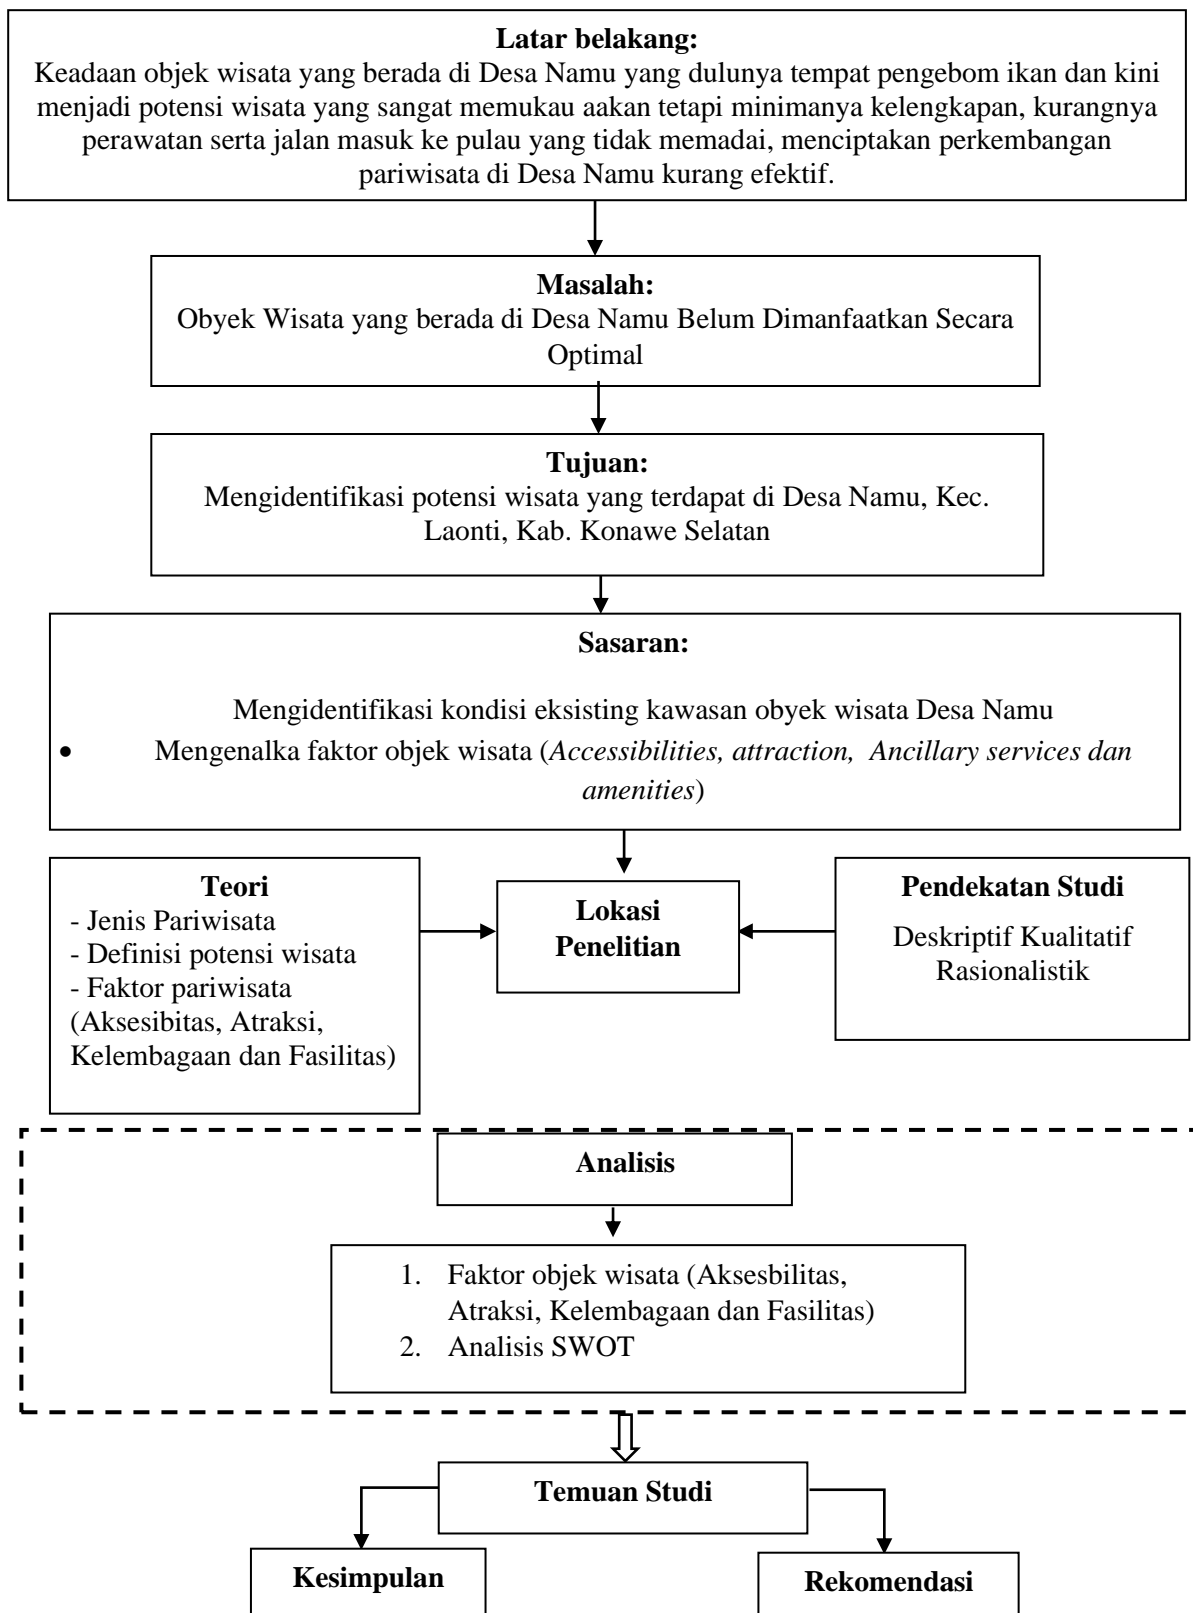 Latar belakang:
Keadaan objek wisata yang berada di Desa Namu yang dulunya tempat pengebom ikan dan kini
menjadi potensi wisata yang sangat memukau aakan tetapi minimanya kelengkapan, kurangnya
perawatan serta jalan masuk ke pulau yang tidak memadai, menciptakan perkembangan
pariwisata di Desa Namu kurang efektif.
Masalah:
Obyek Wisata yang berada di Desa Namu Belum Dimanfaatkan Secara
Optimal
Tujuan:
Mengidentifikasi potensi wisata yang terdapat di Desa Namu, Kec.
Laonti, Kab. Konawe Selatan
Sasaran:
Mengidentifikasi kondisi eksisting kawasan obyek wisata Desa Namu
• Mengenalka faktor objek wisata (Accessibilities, attraction, Ancillary services dan
amenities)
Teori
- Jenis Pariwisata
- Definisi potensi wisata
- Faktor pariwisata
(Aksesibitas, Atraksi,
Kelembagaan dan Fasilitas)
Lokasi
Penelitian
Pendekatan Studi
Deskriptif Kualitatif
Rasionalistik
Analisis
1. Faktor objek wisata (Aksesbilitas,
Atraksi, Kelembagaan dan Fasilitas)
2. Analisis SWOT
Temuan Studi
Kesimpulan
Rekomendasi